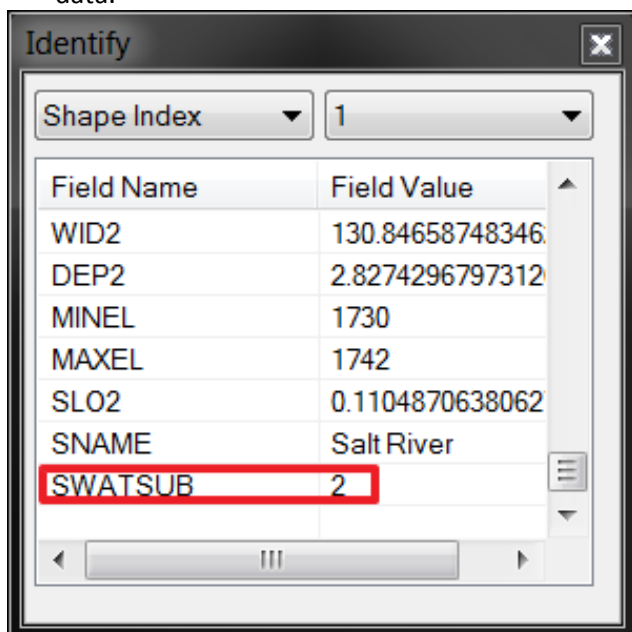 data.
Identify
Shape Index 1
Field Name Field Value
WID2 130.84658748346
DEP2 2.8274296797312
MINEL 1730
MAXEL 1742
SLO2 0.1104870638062
SNAME Salt River
SWATSUB 2